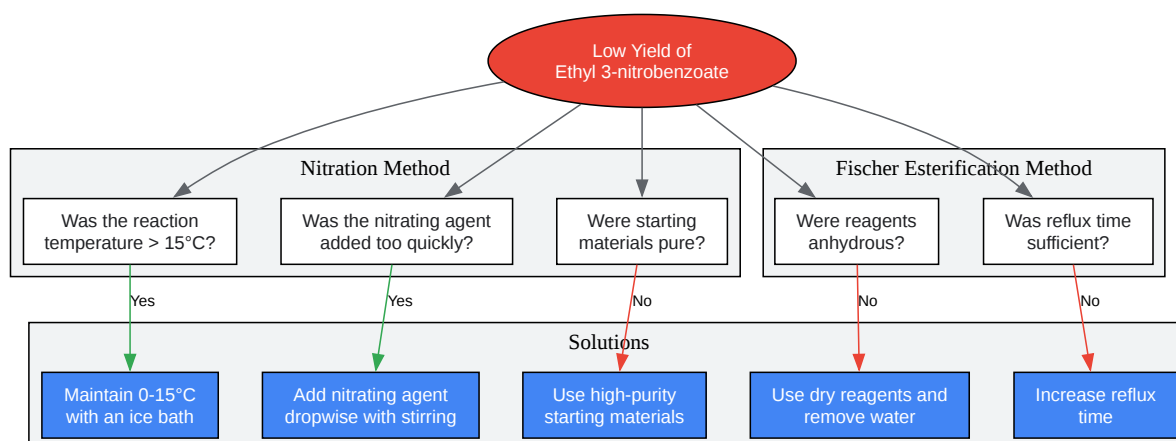 Low Yield of
Ethyl 3-nitrobenzoate
Nitration Method
Fischer Esterification Method
Was the reaction
temperature > 15°C?
Was the nitrating agent
added too quickly?
Were starting
materials pure?
Were reagents
anhydrous?
Was reflux time
sufficient?
Yes
Yes
No
No
No
Solutions
Maintain 0-15°C
with an ice bath
Add nitrating agent
dropwise with stirring
Use high-purity
starting materials
Use dry reagents and
remove water
Increase reflux
time